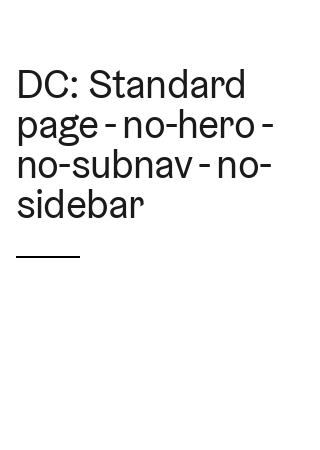 DC: Standard
page - no-hero -
no-subnav - no-
sidebar